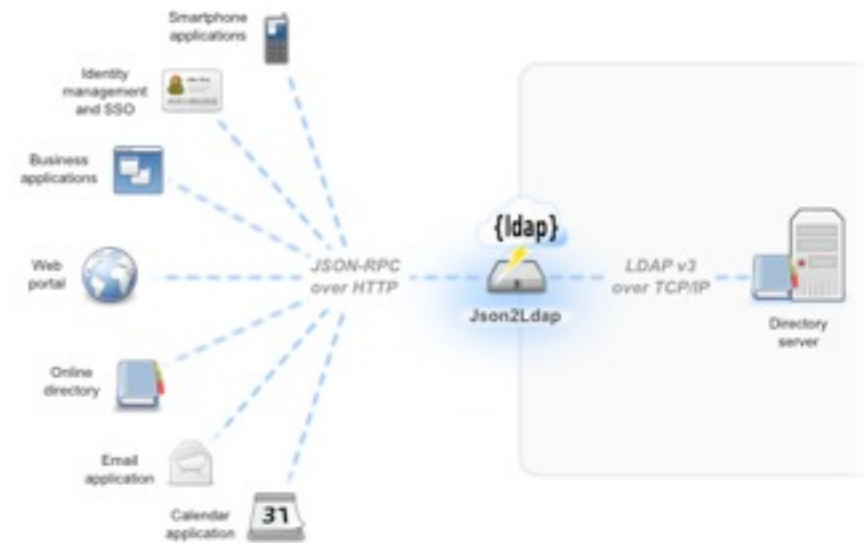 Smartphone
applications
Identity
management
and SSO
Business
applications
Web
portal
Online
directory
Email
application
Calendar
application
31
JSON-RPC
over HTTP
{ldap}
Json2Ldap
LDAP v3
over TCP/IP
Directory
server